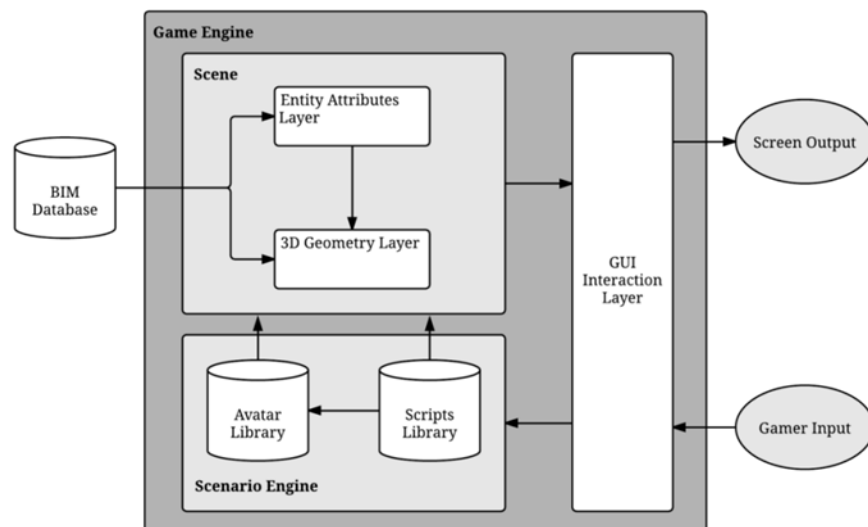 Game Engine
Scene
Entity Attributes
Layer
BIM
Database
3D Geometry Layer
Screen Output
GUI
Interaction
Layer
Avatar
Library
Scripts
Library
Gamer Input
Scenario Engine